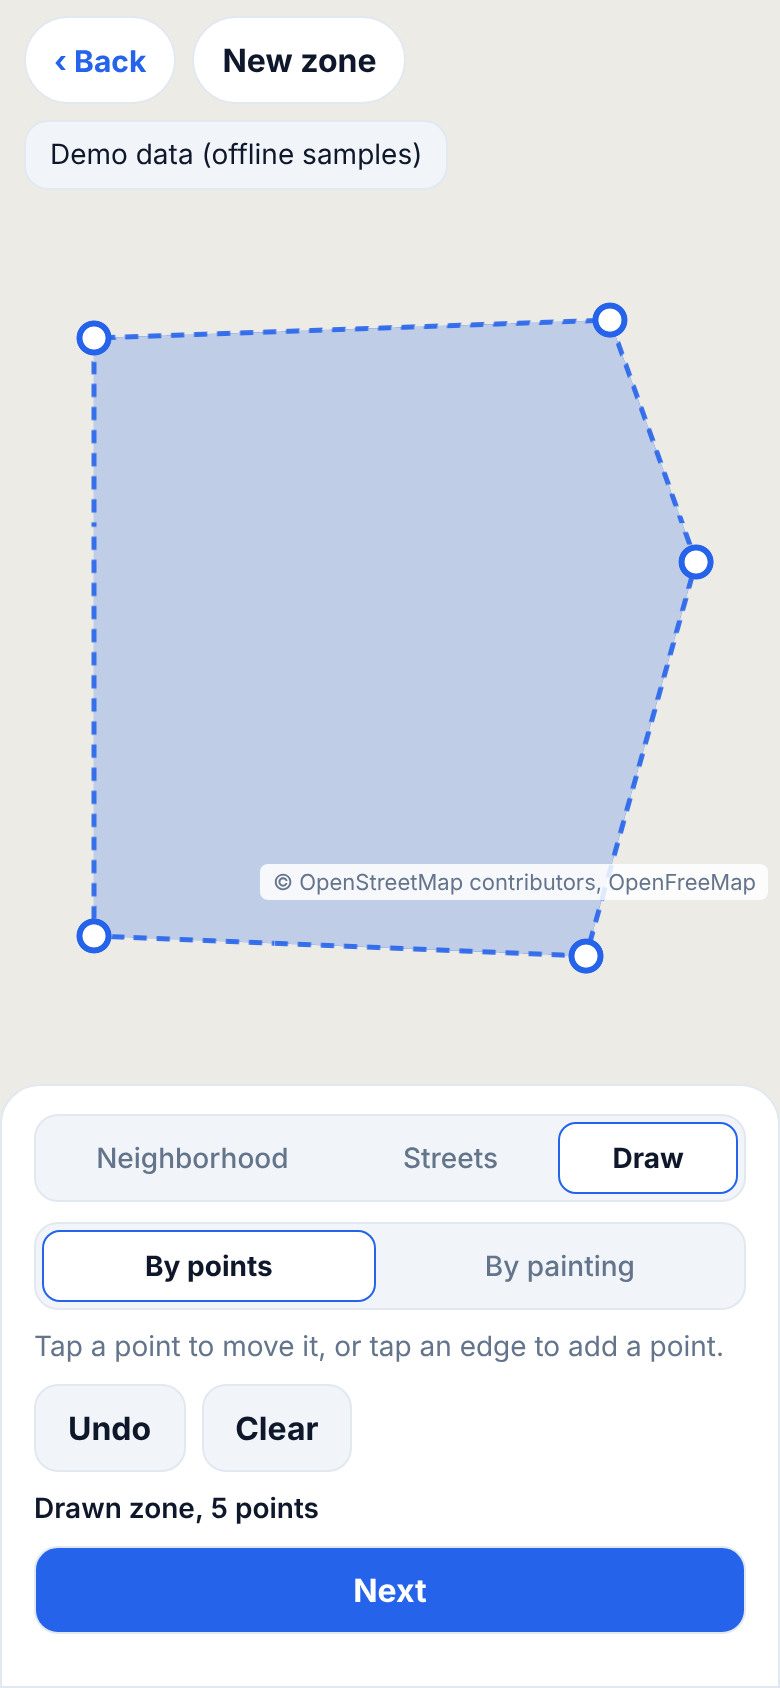 ‹ Back
New zone
Demo data (offline samples)
© OpenStreetMap contributors, OpenFreeMap
Neighborhood
Streets
Draw
By points
By painting
Tap a point to move it, or tap an edge to add a point.
Undo
Clear
Drawn zone, 5 points
Next